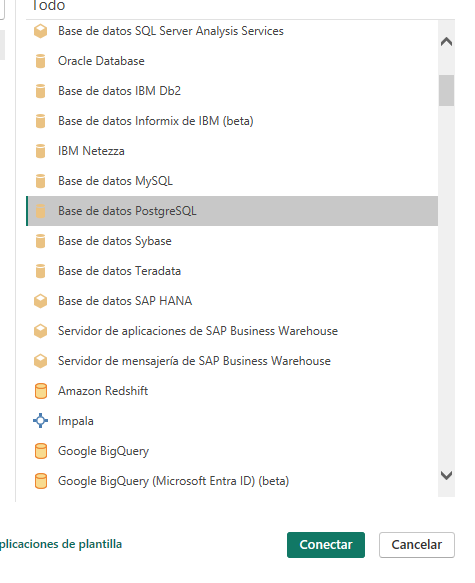 Todo
Base de datos SQL Server Analysis Services
Oracle Database
Base de datos IBM Db2
Base de datos Informix de IBM (beta)
IBM Netezza
Base de datos MySQL
Base de datos PostgreSQL
Base de datos Sybase
Base de datos Teradata
Base de datos SAP HANA
Servidor de aplicaciones de SAP Business Warehouse
Servidor de mensajería de SAP Business Warehouse
Amazon Redshift
Impala
Google BigQuery
Google BigQuery (Microsoft Entra ID) (beta)
plicaciones de plantilla
Conectar
Cancelar